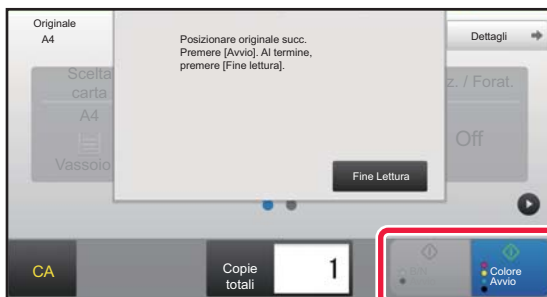 Originale
A4
Posizionare originale succ.
Premere [Avvio]. Al termine,
premere [Fine lettura].
Dettagli
Scelta
carta
A4
Vassoio
z. / Forat.
Off
Fine Lettura
CA
Copie
totali
1
B/N
Colore
Avvio